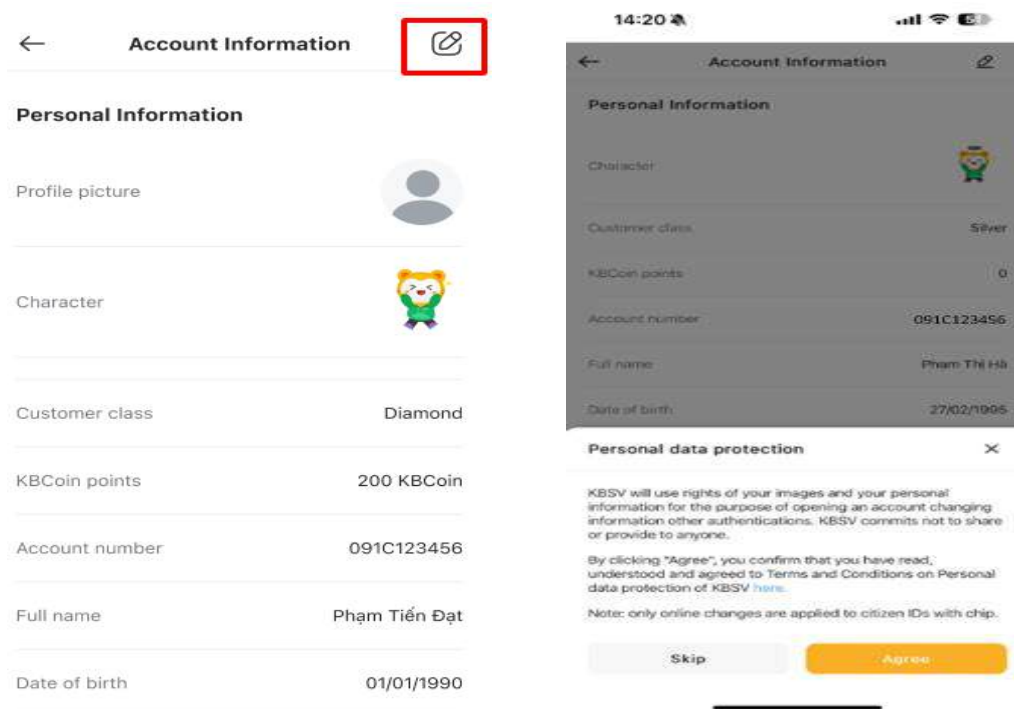 Account Information
Personal Information
Profile picture
Character
Customer class Diamond
KBCoin points 200 KBCoin
Account number 091C123456
Full name Phạm Tiến Đạt
Date of birth 01/01/1990
14:20
Account Information
Personal Information
Character
Customer class Silver
KBCoin points 0
Account number 091C123456
Full name Phạm Thị Hà
Date of birth 27/02/1995
Personal data protection
KBSV will use rights of your images and your personal
information for the purpose of opening an account changing
information other authentications. KBSV commits not to share
or provide to anyone.
By clicking "Agree", you confirm that you have read,
understood and agreed to Terms and Conditions on Personal
data protection of KBSV here.
Note: only online changes are applied to citizen IDs with chip.
Skip Agree